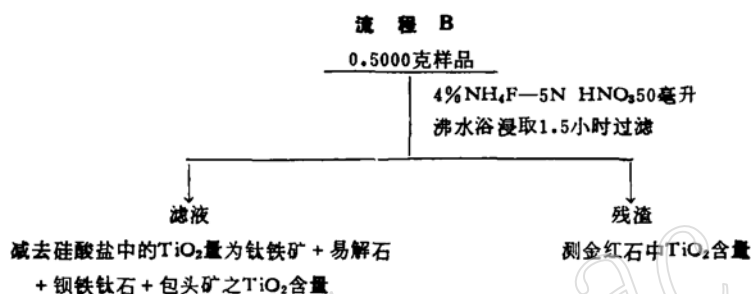 流 程 B
0.5000克样品
4%NH₄F—5N HNO₃50毫升
沸水浴浸取1.5小时过滤
滤液
残渣
减去硅酸盐中的TiO₂量为钛铁矿＋易解石
＋钡铁钛石＋包头矿之TiO₂含量
测金红石中TiO₂含量